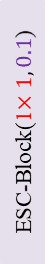 ESC-Block(1× 1, 0.1)